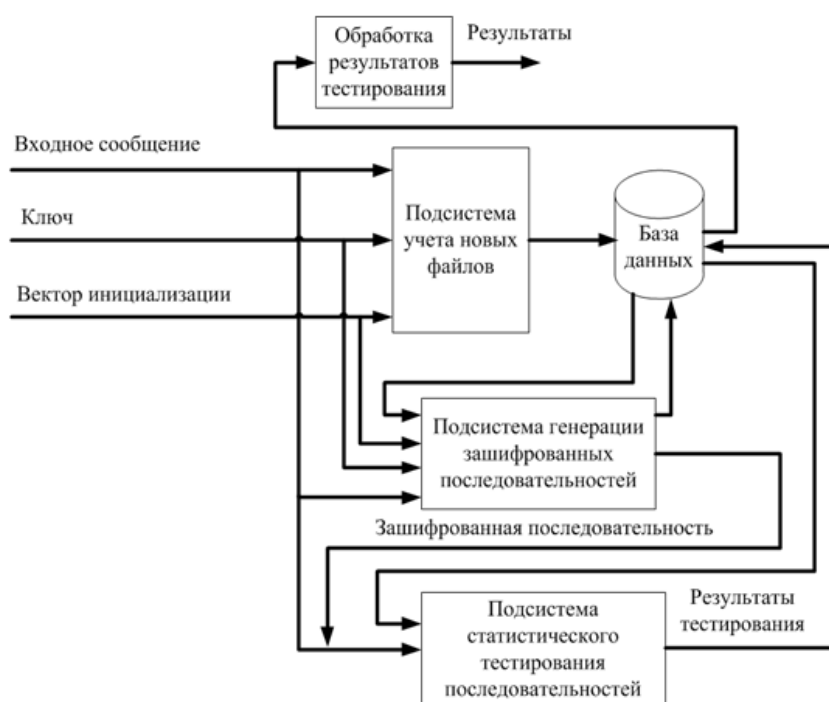 Обработка
результатов
тестирования
Результаты
Входное сообщение
Ключ
Вектор инициализации
Подсистема
учета новых
файлов
База
данных
Подсистема генерации
зашифрованных
последовательностей
Зашифрованная последовательность
Подсистема
статистического
тестирования
последовательностей
Результаты
тестирования